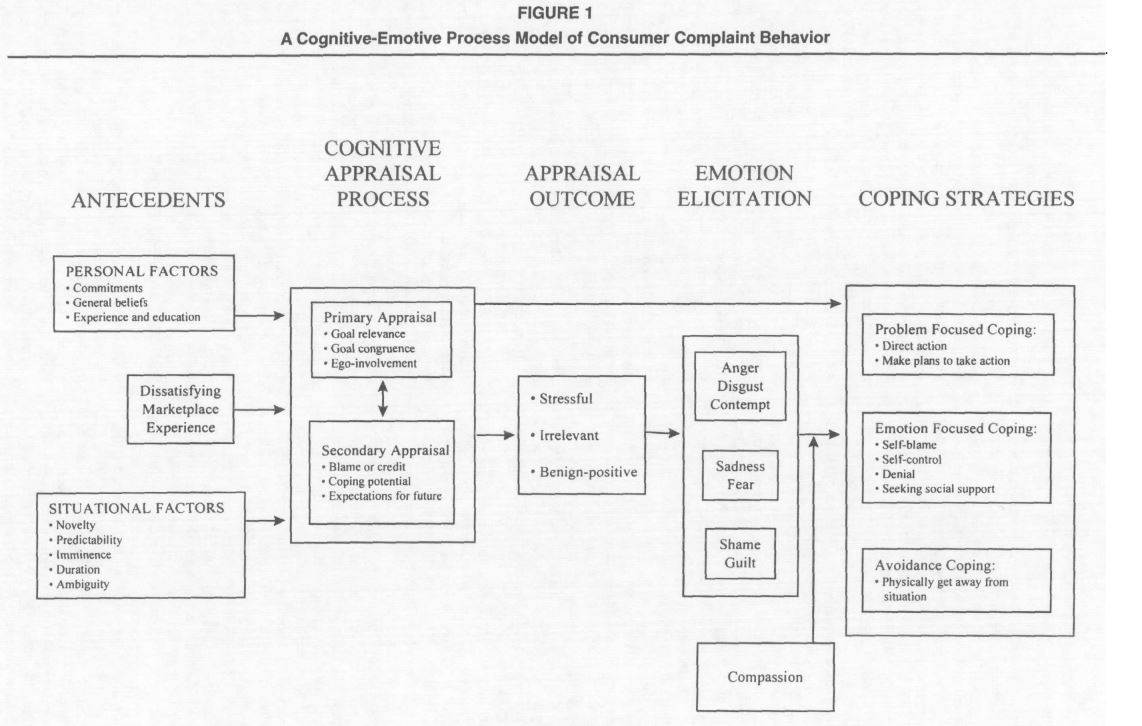 FIGURE 1
A Cognitive-Emotive Process Model of Consumer Complaint Behavior
ANTECEDENTS
COGNITIVE
APPRAISAL
PROCESS
APPRAISAL
OUTCOME
EMOTION
ELICITATION
COPING STRATEGIES
PERSONAL FACTORS
• Commitments
• General beliefs
• Experience and education
Dissatisfying
Marketplace
Experience
SITUATIONAL FACTORS
• Novelty
• Predictability
• Imminence
• Duration
• Ambiguity
Primary Appraisal
• Goal relevance
• Goal congruence
• Ego-involvement
Secondary Appraisal
• Blame or credit
• Coping potential
• Expectations for future
• Stressful
• Irrelevant
• Benign-positive
Anger
Disgust
Contempt
Sadness
Fear
Shame
Guilt
Compassion
Problem Focused Coping:
• Direct action
• Make plans to take action
Emotion Focused Coping:
• Self-blame
• Self-control
• Denial
• Seeking social support
Avoidance Coping:
• Physically get away from
situation